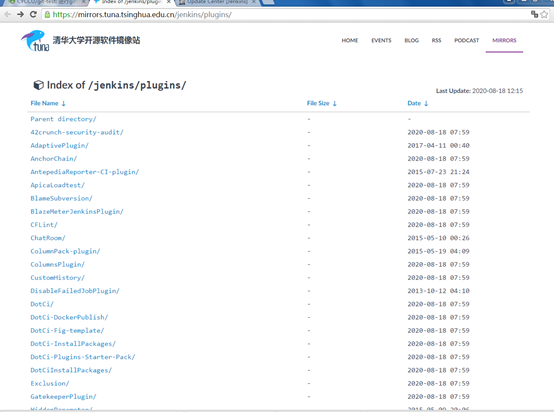 Index of /jenkins/plugi
Update Center [Jenkins]
https://mirrors.tuna.tsinghua.edu.cn/jenkins/plugins/
tuna 清华大学开源软件镜像站 HOME EVENTS BLOG RSS PODCAST MIRRORS
Index of /jenkins/plugins/
Last Update: 2020-08-18 12:15
File Name ↓ File Size ↓ Date ↓
Parent directory/ - -
42crunch-security-audit/ - 2020-08-18 07:59
AdaptivePlugin/ - 2017-04-11 00:40
AnchorChain/ - 2020-08-18 07:59
AntepediaReporter-CI-plugin/ - 2015-07-23 21:24
ApicaLoadtest/ - 2020-08-18 07:59
BlameSubversion/ - 2020-08-18 07:59
BlazeMeterJenkinsPlugin/ - 2020-08-18 07:59
CFLint/ - 2020-08-18 07:59
ChatRoom/ - 2015-05-10 00:26
ColumnPack-plugin/ - 2015-05-19 04:09
ColumnsPlugin/ - 2020-08-18 07:59
CustomHistory/ - 2020-08-18 07:59
DisableFailedJobPlugin/ - 2013-10-12 04:10
DotCi/ - 2020-08-18 07:59
DotCi-DockerPublish/ - 2020-08-18 07:59
DotCi-Fig-template/ - 2020-08-18 07:59
DotCi-InstallPackages/ - 2020-08-18 07:59
DotCi-Plugins-Starter-Pack/ - 2020-08-18 07:59
DotCiInstallPackages/ - 2020-08-18 07:59
Exclusion/ - 2020-08-18 07:59
GatekeeperPlugin/ - 2020-08-18 07:59